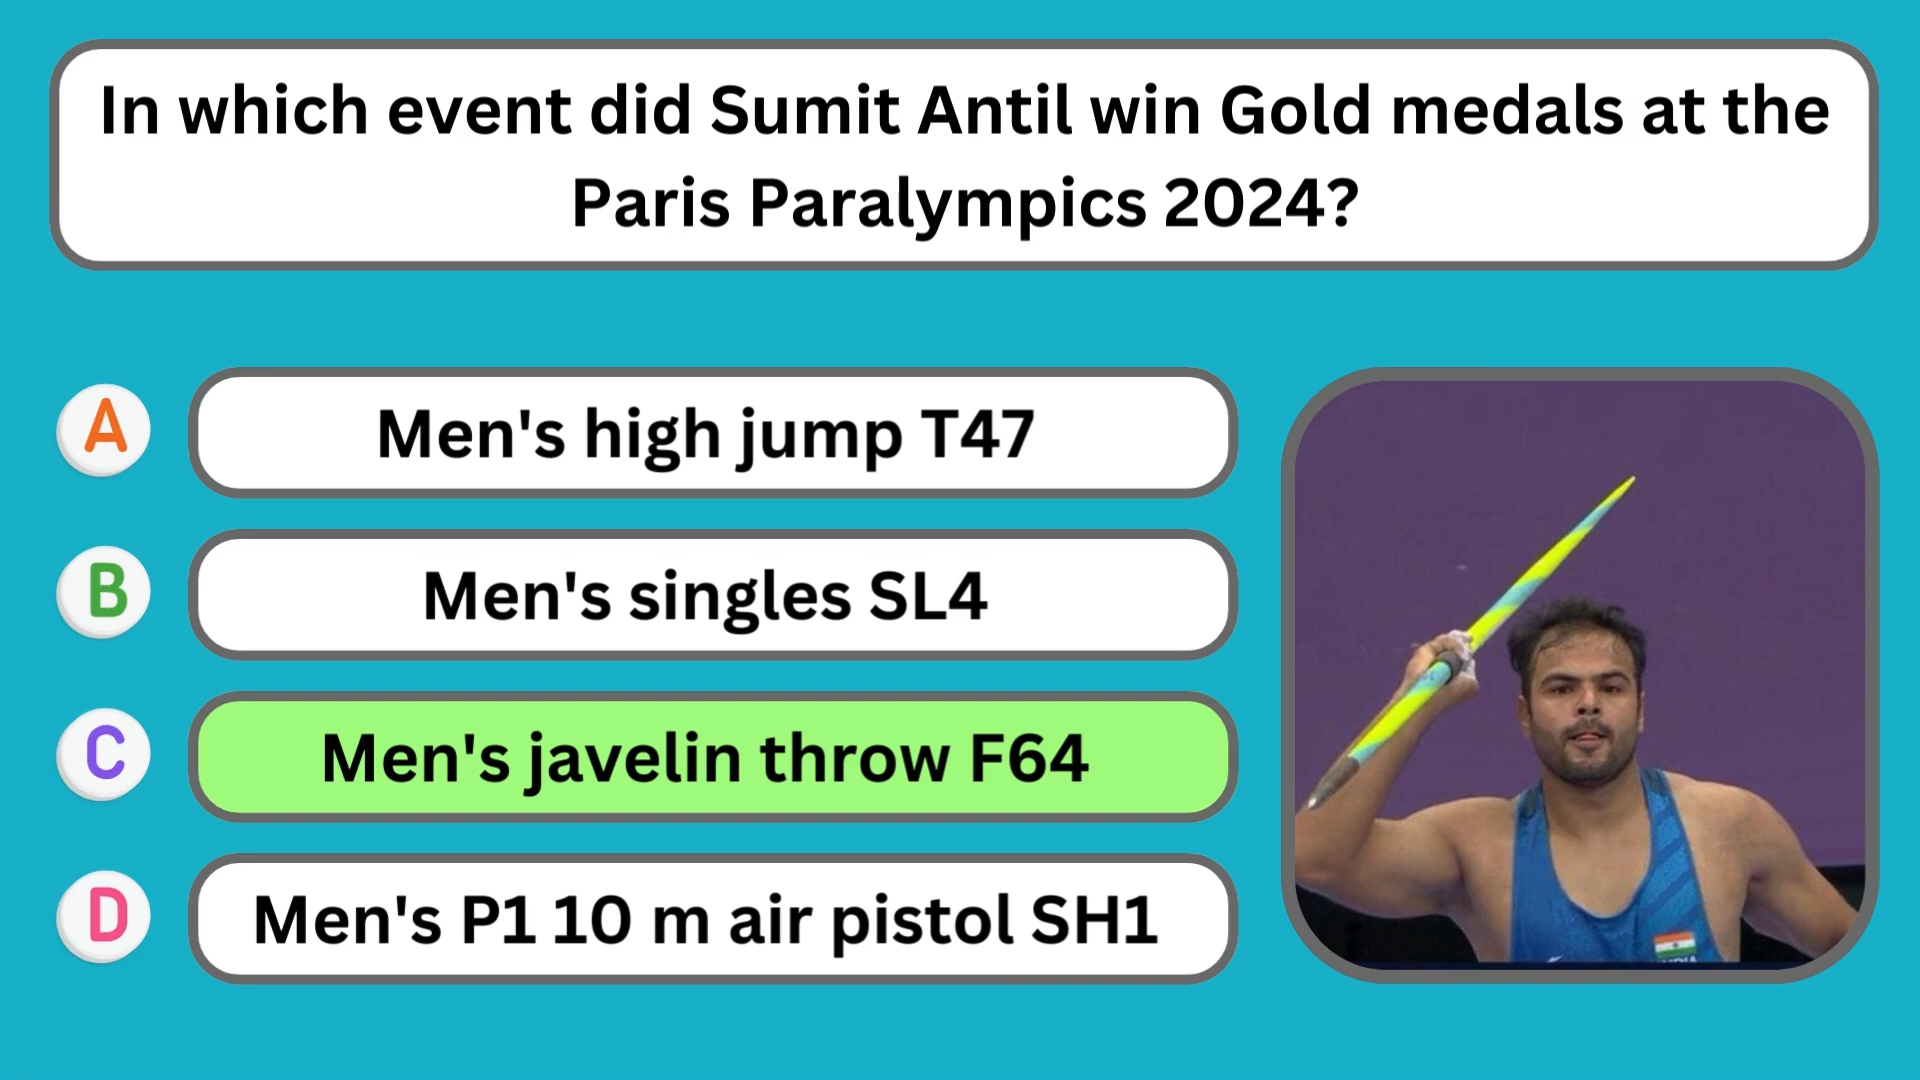 In which event did Sumit Antil win Gold medals at the
Paris Paralympics 2024?
A
Men's high jump T47
B
Men's singles SL4
C
Men's javelin throw F64
D
Men's P1 10 m air pistol SH1
INDIA